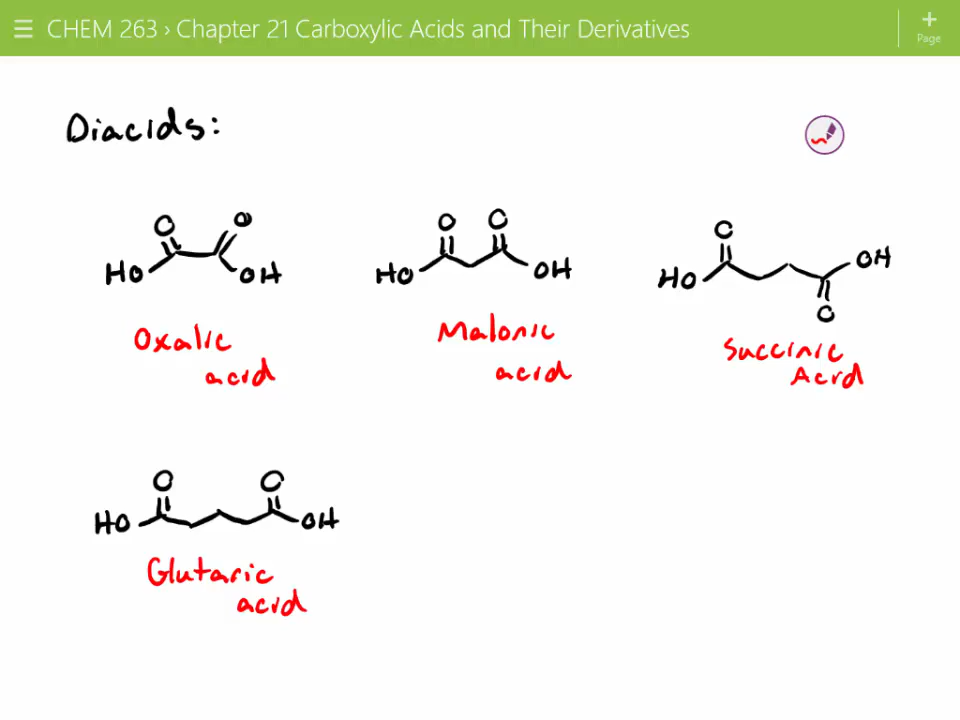 CHEM 263 › Chapter 21 Carboxylic Acids and Their Derivatives
+
Page
Diacids:
O O
HO OH
Oxalic
acid
O O
HO OH
Malonic
acid
O
HO OH
O
Succinic
Acid
O O
HO OH
Glutaric
acid